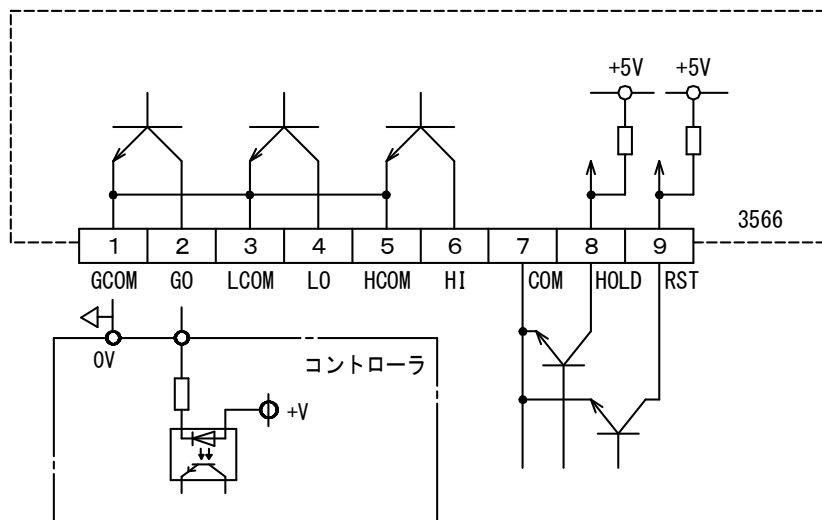 +5V +5V
3566
1 2 3 4 5 6 7 8 9
GCOM GO LCOM LO HCOM HI COM HOLD RST
0V
コントローラ
+V